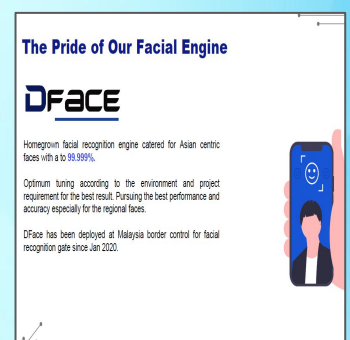 The Pride of Our Facial Engine
DFACE
Homegrown facial recognition engine catered for Asian centric
faces with a to 99.999%.
Optimum tuning according to the environment and project
requirement for the best result. Pursuing the best performance and
accuracy especially for the regional faces.
DFace has been deployed at Malaysia border control for facial
recognition gate since Jan 2020.